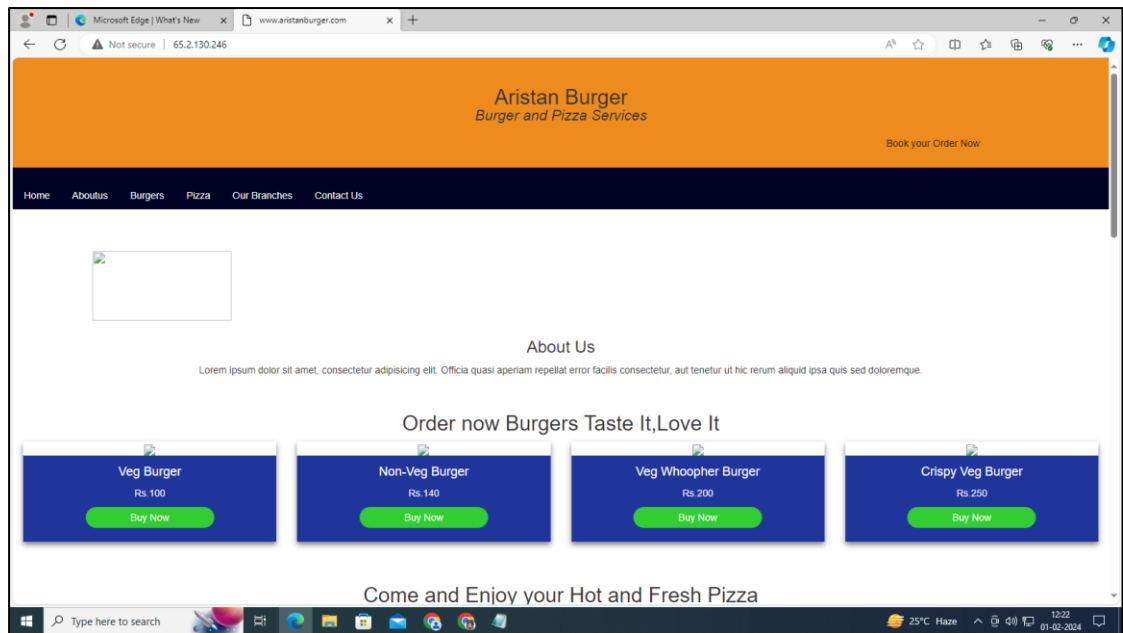 Microsoft Edge | What's New
www.aristanburger.com
Not secure | 65.2.130.246
Aristan Burger
Burger and Pizza Services
Book your Order Now
Home Aboutus Burgers Pizza Our Branches Contact Us
About Us
Lorem ipsum dolor sit amet, consectetur adipisicing elit. Officia quasi aperiam repellat error facilis consectetur, aut tenetur ut hic rerum aliquid ipsa quis sed doloremque.
Order now Burgers Taste It,Love It
Veg Burger Non-Veg Burger Veg Whoopher Burger Crispy Veg Burger
Rs.100 Rs.140 Rs.200 Rs.250
Buy Now Buy Now Buy Now Buy Now
Come and Enjoy your Hot and Fresh Pizza
Type here to search
25°C Haze
12:22
01-02-2024